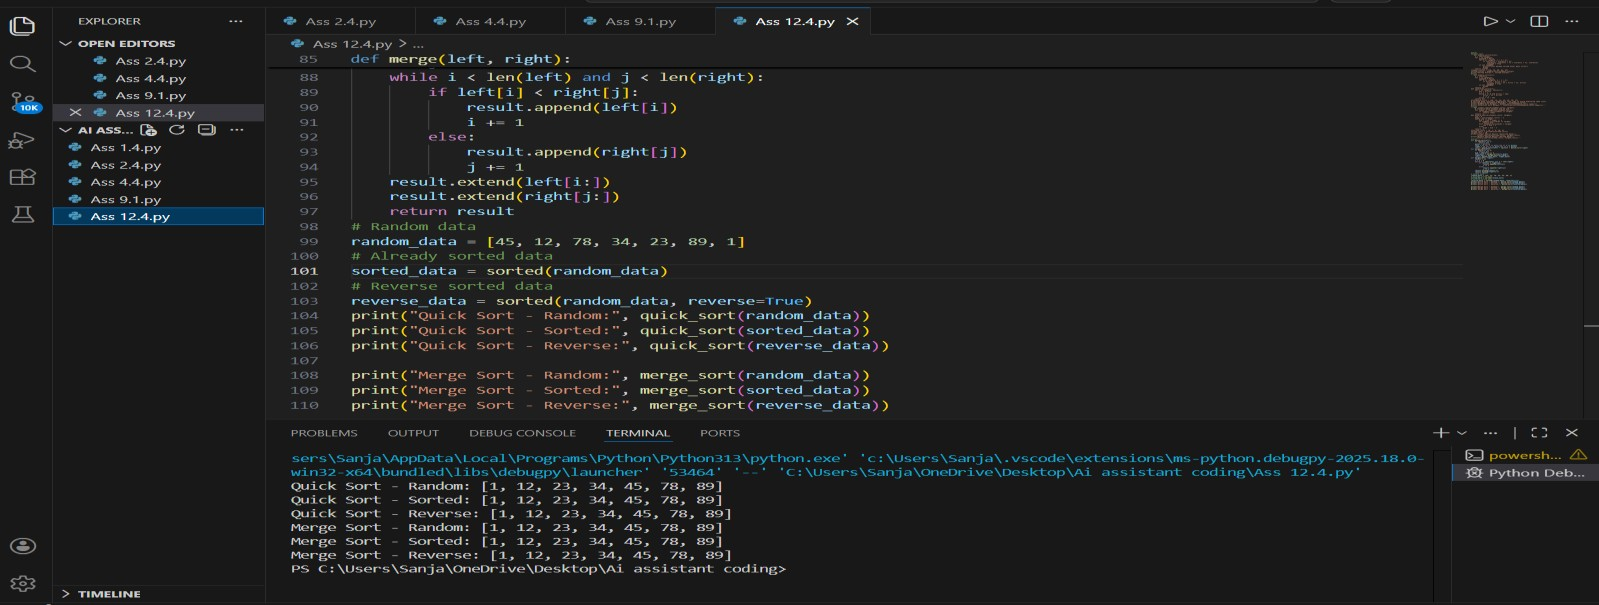 EXPLORER
OPEN EDITORS
Ass 2.4.py
Ass 4.4.py
Ass 9.1.py
Ass 12.4.py
AI ASS...
Ass 1.4.py
Ass 2.4.py
Ass 4.4.py
Ass 9.1.py
Ass 12.4.py
10K
TIMELINE
Ass 2.4.py Ass 4.4.py Ass 9.1.py Ass 12.4.py
Ass 12.4.py > ...
85 def merge(left, right):
88 while i < len(left) and j < len(right):
89 if left[i] < right[j]:
90 result.append(left[i])
91 i += 1
92 else:
93 result.append(right[j])
94 j += 1
95 result.extend(left[i:])
96 result.extend(right[j:])
97 return result
98 # Random data
99 random_data = [45, 12, 78, 34, 23, 89, 1]
100 # Already sorted data
101 sorted_data = sorted(random_data)
102 # Reverse sorted data
103 reverse_data = sorted(random_data, reverse=True)
104 print("Quick Sort - Random:", quick_sort(random_data))
105 print("Quick Sort - Sorted:", quick_sort(sorted_data))
106 print("Quick Sort - Reverse:", quick_sort(reverse_data))
107
108 print("Merge Sort - Random:", merge_sort(random_data))
109 print("Merge Sort - Sorted:", merge_sort(sorted_data))
110 print("Merge Sort - Reverse:", merge_sort(reverse_data))
PROBLEMS OUTPUT DEBUG CONSOLE TERMINAL PORTS
sers\Sanja\AppData\Local\Programs\Python\Python313\python.exe' 'c:\Users\Sanja\.vscode\extensions\ms-python.debugpy-2025.18.0-
win32-x64\bundled\libs\debugpy\launcher' '53464' '--' 'C:\Users\Sanja\OneDrive\Desktop\Ai assistant coding\Ass 12.4.py'
Quick Sort - Random: [1, 12, 23, 34, 45, 78, 89]
Quick Sort - Sorted: [1, 12, 23, 34, 45, 78, 89]
Quick Sort - Reverse: [1, 12, 23, 34, 45, 78, 89]
Merge Sort - Random: [1, 12, 23, 34, 45, 78, 89]
Merge Sort - Sorted: [1, 12, 23, 34, 45, 78, 89]
Merge Sort - Reverse: [1, 12, 23, 34, 45, 78, 89]
PS C:\Users\Sanja\OneDrive\Desktop\Ai assistant coding>
powersh...
Python Deb...